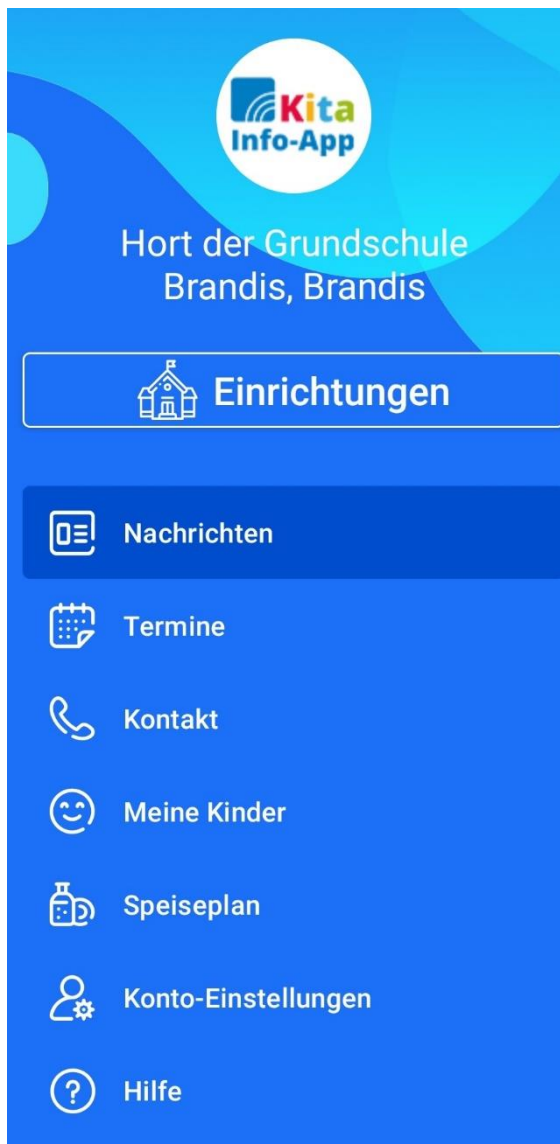 Kita
Info-App
Hort der Grundschule
Brandis, Brandis
Einrichtungen
Nachrichten
Termine
Kontakt
Meine Kinder
Speiseplan
Konto-Einstellungen
Hilfe